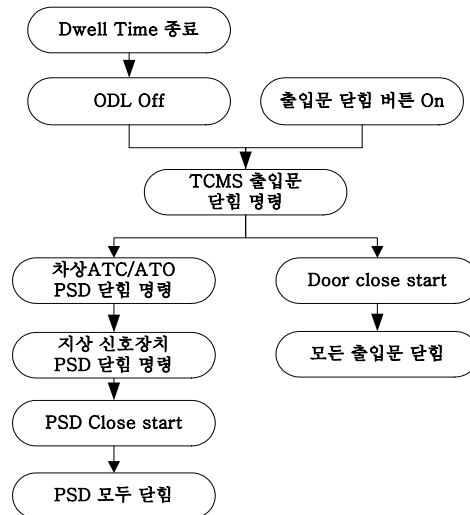 Dwell Time 종료
ODL Off
출입문 닫힘 버튼 On
TCMS 출입문
닫힘 명령
차상ATC/ATO
PSD 닫힘 명령
Door close start
지상 신호장치
PSD 닫힘 명령
모든 출입문 닫힘
PSD Close start
PSD 모두 닫힘